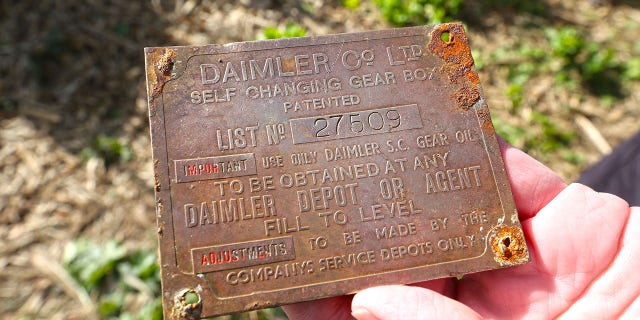 DAIMLER Co LTD
SELF CHANGING GEAR BOX
PATENTED
LIST No 27509
IMPORTANT USE ONLY DAIMLER S.C. GEAR OIL
TO BE OBTAINED AT ANY
DAIMLER DEPOT OR AGENT
FILL TO LEVEL
ADJUSTMENTS TO BE MADE BY THE
COMPANYS SERVICE DEPOTS ONLY